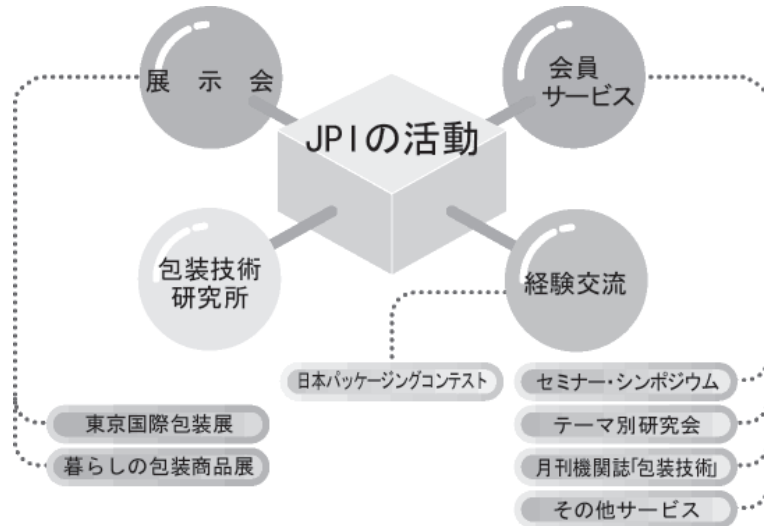 展示会
会員
サービス
JPIの活動
包装技術
研究所
経験交流
日本パッケージングコンテスト
セミナー・シンポジウム
東京国際包装展
テーマ別研究会
暮らしの包装商品展
月刊機関誌「包装技術」
その他サービス